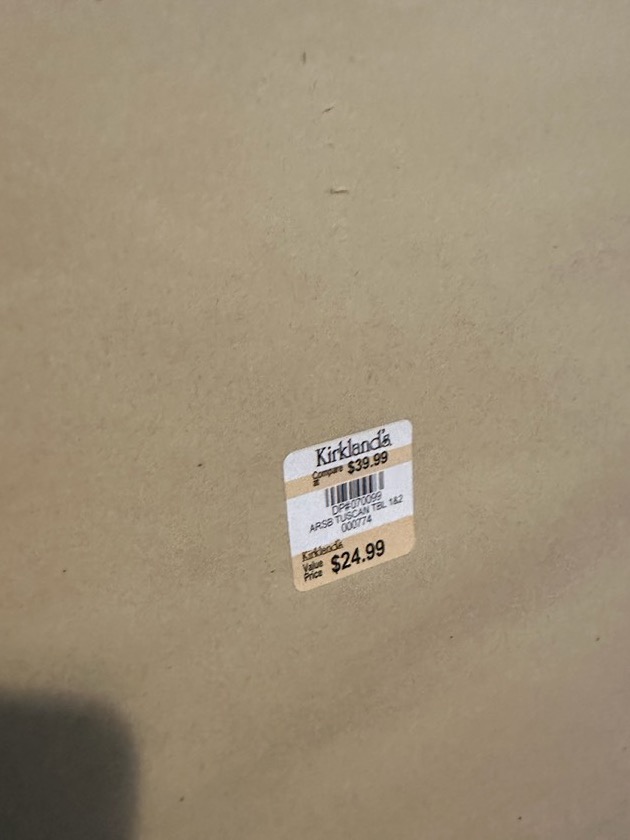 Kirkland's
Compare at $39.99
DP#070099
ARSB TUSCAN TBL 1&2
000774
Kirkland's
Value Price $24.99